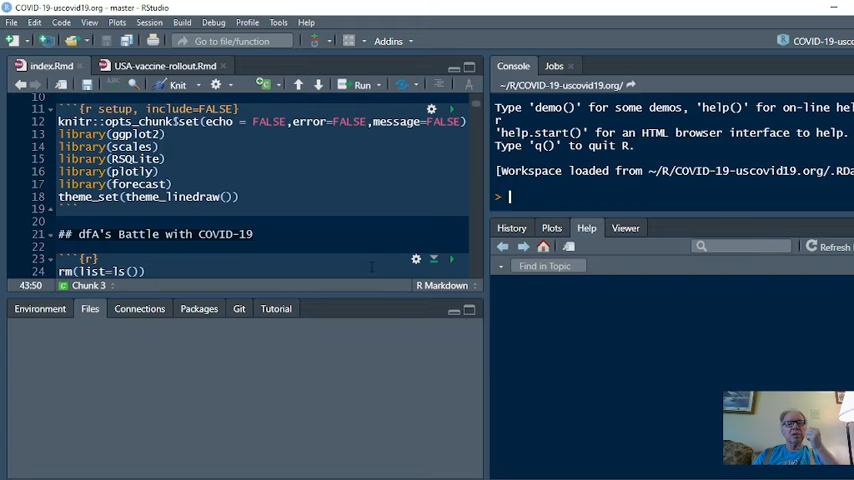 COVID-19-uscovid19.org - master - RStudio
File Edit Code View Plots Session Build Debug Profile Tools Help
Go to file/function Addins COVID-19-usc
index.Rmd USA-vaccine-rollout.Rmd
Knit Run
10
11 ```{r setup, include=FALSE}
12 knitr::opts_chunk$set(echo = FALSE,error=FALSE,message=FALSE)
13 library(ggplot2)
14 library(scales)
15 library(RSQLite)
16 library(plotly)
17 library(forecast)
18 theme_set(theme_linedraw())
19 ```
20
21 ## dfA's Battle with COVID-19
22
23 ```{r}
24 rm(list=ls())
43:50 Chunk 3 R Markdown
Environment Files Connections Packages Git Tutorial
Console Jobs
~/R/COVID-19-uscovid19.org/
Type 'demo()' for some demos, 'help()' for on-line hel
r
'help.start()' for an HTML browser interface to help.
Type 'q()' to quit R.
[Workspace loaded from ~/R/COVID-19-uscovid19.org/.RDa
>
History Plots Help Viewer
Refresh
Find in Topic